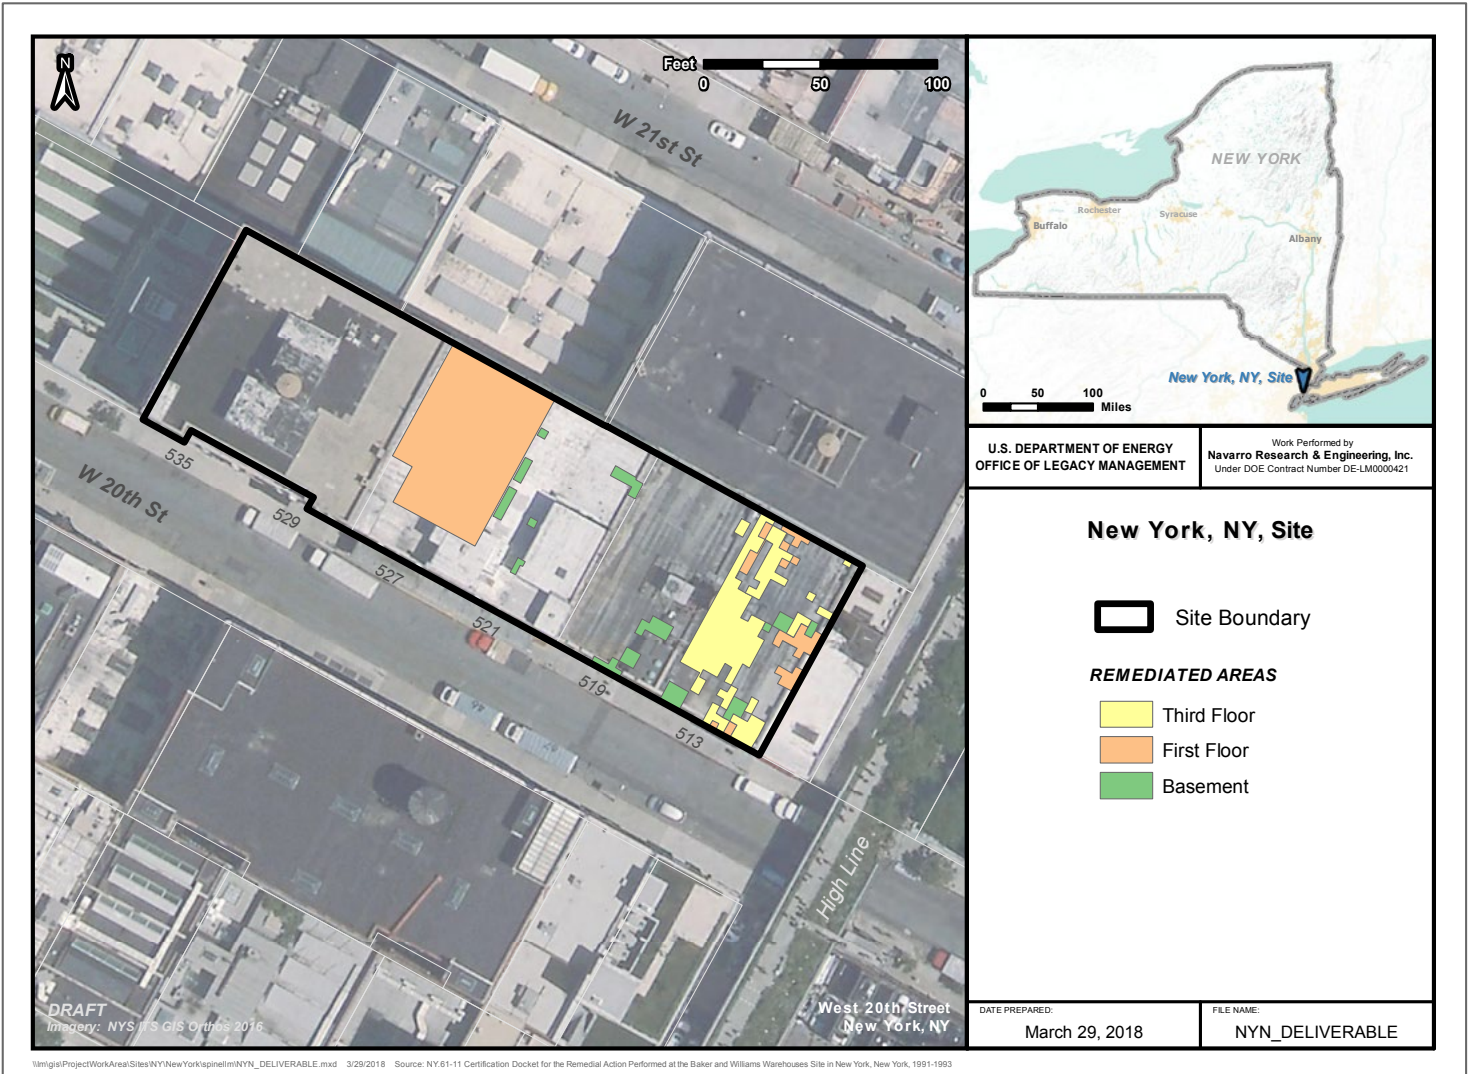 N
Feet
0 50 100
W 21st St
W 20th St
535
529
527
521
519
513
High Line
DRAFT
Imagery: NYS ITS GIS Orthos 2016
West 20th Street
New York, NY
NEW YORK
Rochester
Syracuse
Buffalo
Albany
New York, NY, Site
0 50 100
Miles
U.S. DEPARTMENT OF ENERGY
OFFICE OF LEGACY MANAGEMENT
Work Performed by
Navarro Research & Engineering, Inc.
Under DOE Contract Number DE-LM0000421
New York, NY, Site
Site Boundary
REMEDIATED AREAS
Third Floor
First Floor
Basement
DATE PREPARED:
March 29, 2018
FILE NAME:
NYN_DELIVERABLE
\\lm\gis\ProjectWorkArea\Sites\NY\NewYork\spinellm\NYN_DELIVERABLE.mxd 3/29/2018 Source: NY.61-11 Certification Docket for the Remedial Action Performed at the Baker and Williams Warehouses Site in New York, New York, 1991-1993